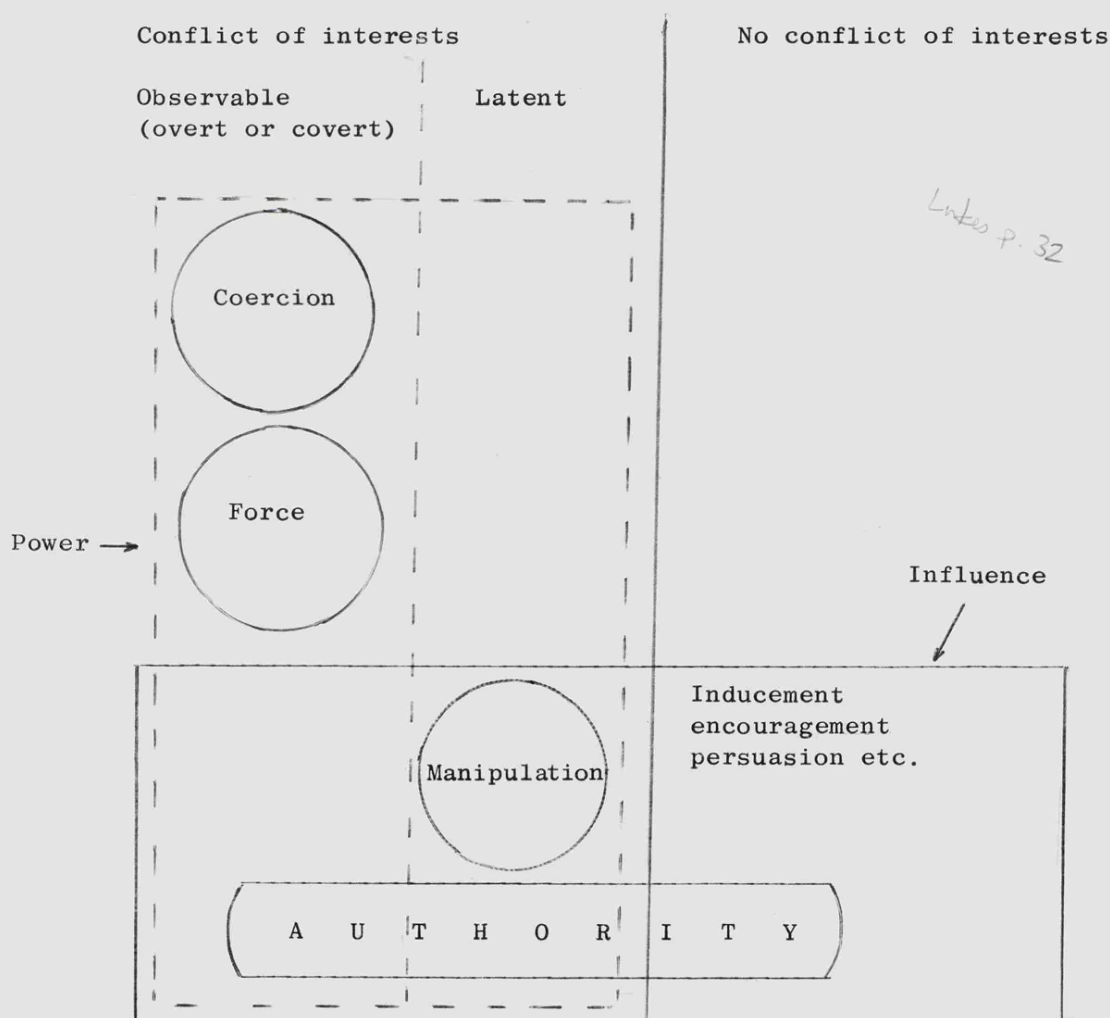 Conflict of interests
No conflict of interests
Observable
(overt or covert)
Latent
Lukes p. 32
Coercion
Force
Power
Influence
Inducement
encouragement
persuasion etc.
Manipulation
A U T H O R I T Y